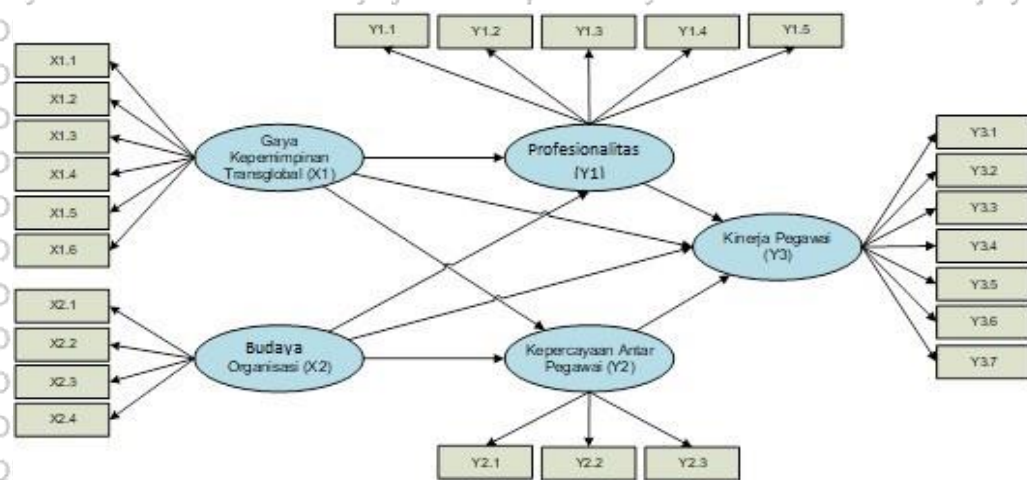 Y1.1
Y1.2
Y1.3
Y1.4
Y1.5
X1.1
X1.2
X1.3
X1.4
X1.5
X1.6
Gaya
Kepemimpinan
Transglobal (X1)
Profesionalitas
(Y1)
Kinerja Pegawai
(Y3)
Y3.1
Y3.2
Y3.3
Y3.4
Y3.5
Y3.6
Y3.7
X2.1
X2.2
X2.3
X2.4
Budaya
Organisasi (X2)
Kepercayaan Antar
Pegawai (Y2)
Y2.1
Y2.2
Y2.3